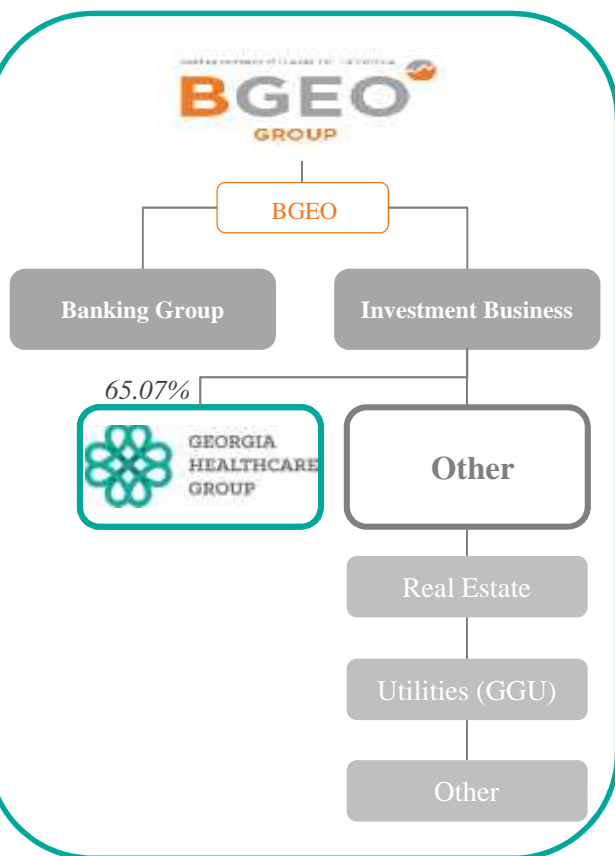 BGEO
GROUP
BGEO
Banking Group
Investment Business
65.07%
GEORGIA
HEALTHCARE
GROUP
Other
Real Estate
Utilities (GGU)
Other